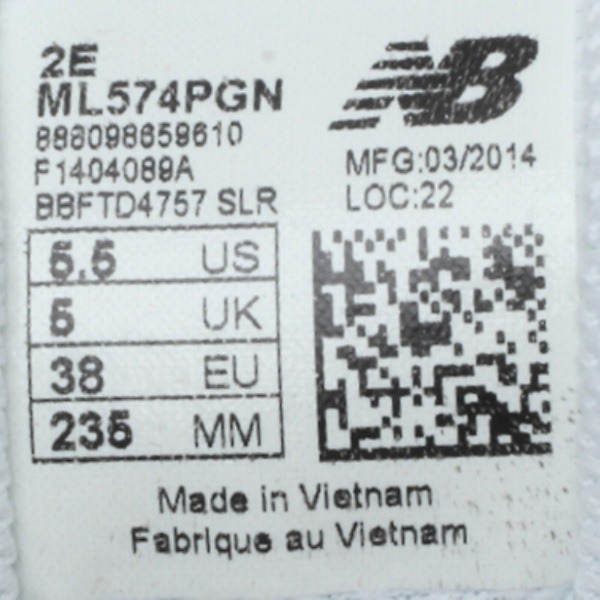 2E
ML574PGN
NB
888098659610
F1404089A
BBFTD4757 SLR
MFG:03/2014
LOC:22
5.5 US
5 UK
38 EU
235 MM
Made in Vietnam
Fabrique au Vietnam